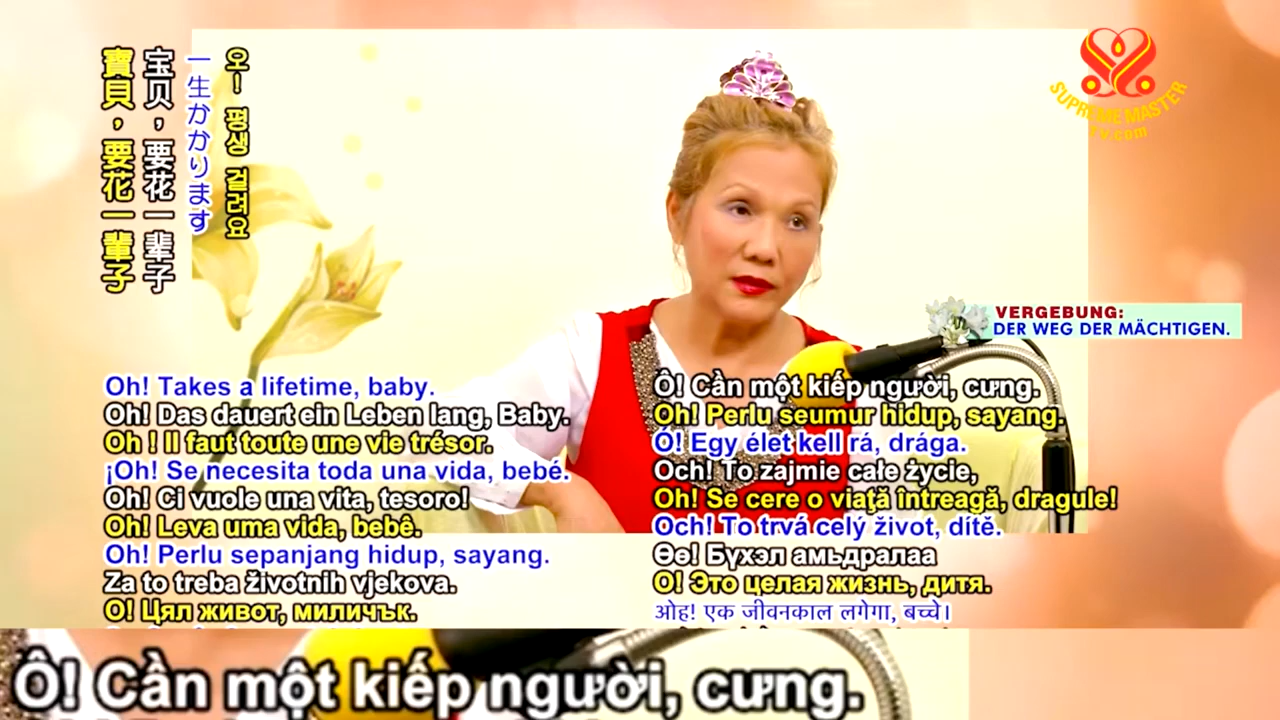 寶貝，要花一輩子
宝贝，要花一辈子
一生かかります
오! 평생 걸려요
SUPREME MASTER
TV.com
VERGEBUNG:
DER WEG DER MÄCHTIGEN.
Oh! Takes a lifetime, baby.
Oh! Das dauert ein Leben lang, Baby.
Oh ! Il faut toute une vie trésor.
¡Oh! Se necesita toda una vida, bebé.
Oh! Ci vuole una vita, tesoro!
Oh! Leva uma vida, bebê.
Oh! Perlu sepanjang hidup, sayang.
Za to treba životnih vjekova.
О! Цял живот, миличък.
Ô! Cần một kiếp người, cưng.
Oh! Perlu seumur hidup, sayang.
Ó! Egy élet kell rá, drága.
Och! To zajmie całe życie,
Oh! Se cere o viaţă întreagă, dragule!
Och! To trvá celý život, dítě.
Өө! Бүхэл амьдралаа
О! Это целая жизнь, дитя.
ओह! एक जीवनकाल लगेगा, बच्चे।
Ô! Cần một kiếp người, cưng.